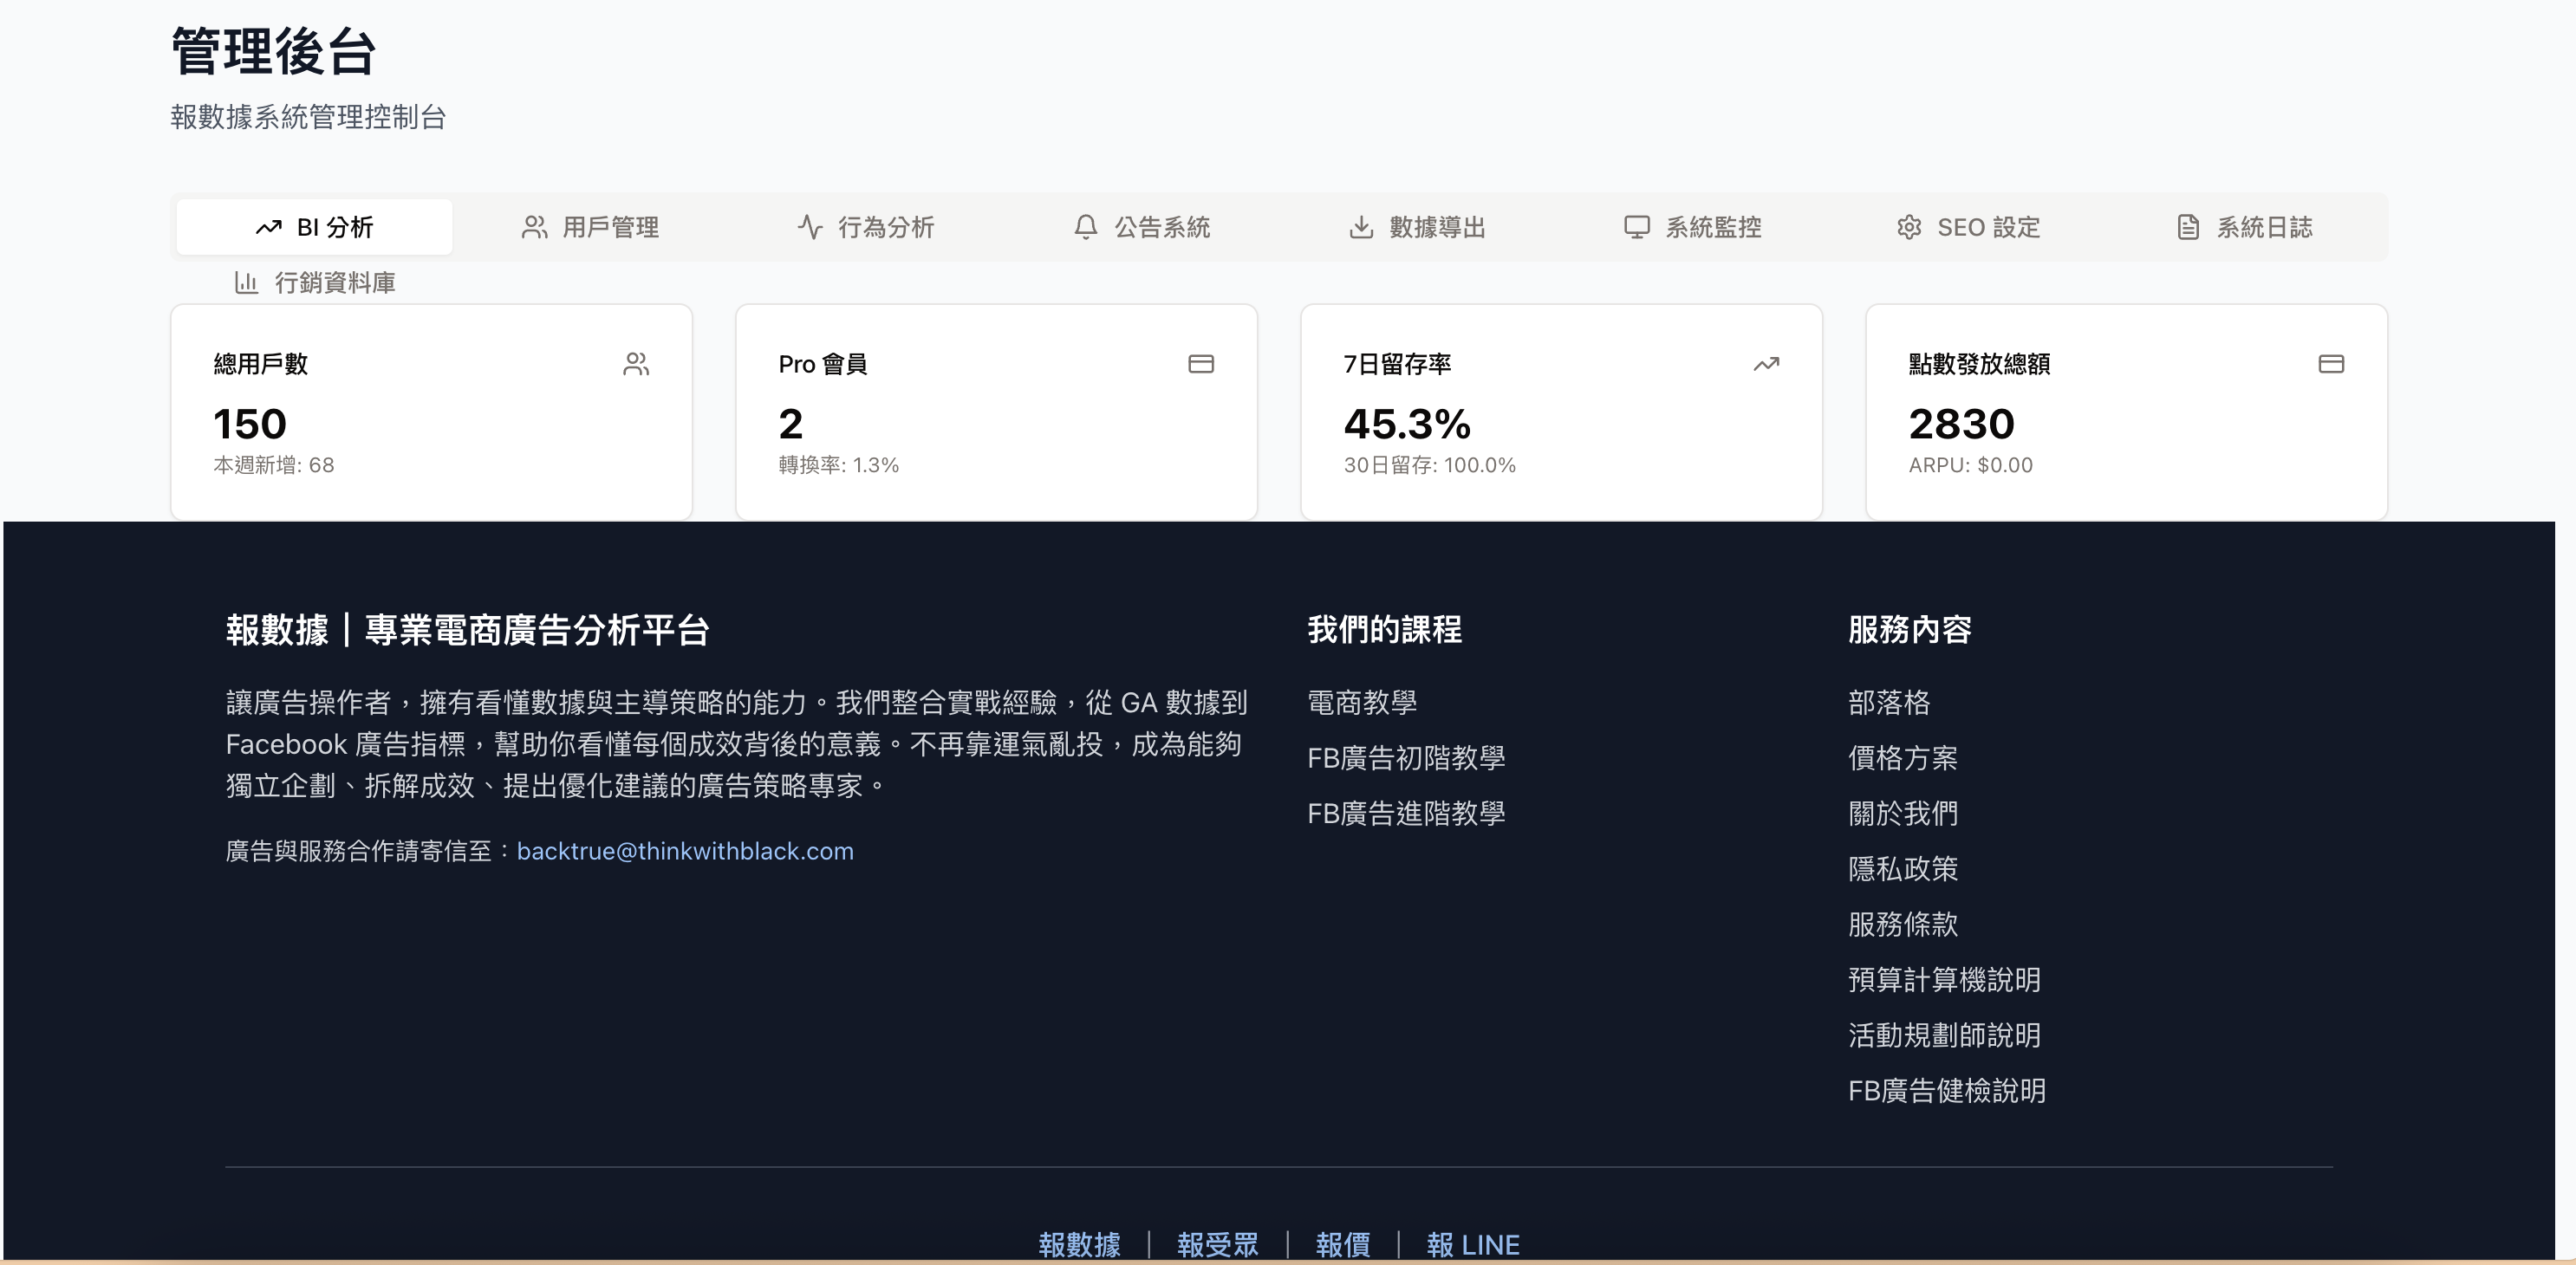 管理後台
報數據系統管理控制台
BI 分析
用戶管理
行為分析
公告系統
數據導出
系統監控
SEO 設定
系統日誌
行銷資料庫
總用戶數
150
本週新增: 68
Pro 會員
2
轉換率: 1.3%
7日留存率
45.3%
30日留存: 100.0%
點數發放總額
2830
ARPU: $0.00
報數據｜專業電商廣告分析平台
讓廣告操作者，擁有看懂數據與主導策略的能力。我們整合實戰經驗，從 GA 數據到
Facebook 廣告指標，幫助你看懂每個成效背後的意義。不再靠運氣亂投，成為能夠
獨立企劃、拆解成效、提出優化建議的廣告策略專家。
廣告與服務合作請寄信至：backtrue@thinkwithblack.com
我們的課程
電商教學
FB廣告初階教學
FB廣告進階教學
服務內容
部落格
價格方案
關於我們
隱私政策
服務條款
預算計算機說明
活動規劃師說明
FB廣告健檢說明
報數據 | 報受眾 | 報價 | 報 LINE